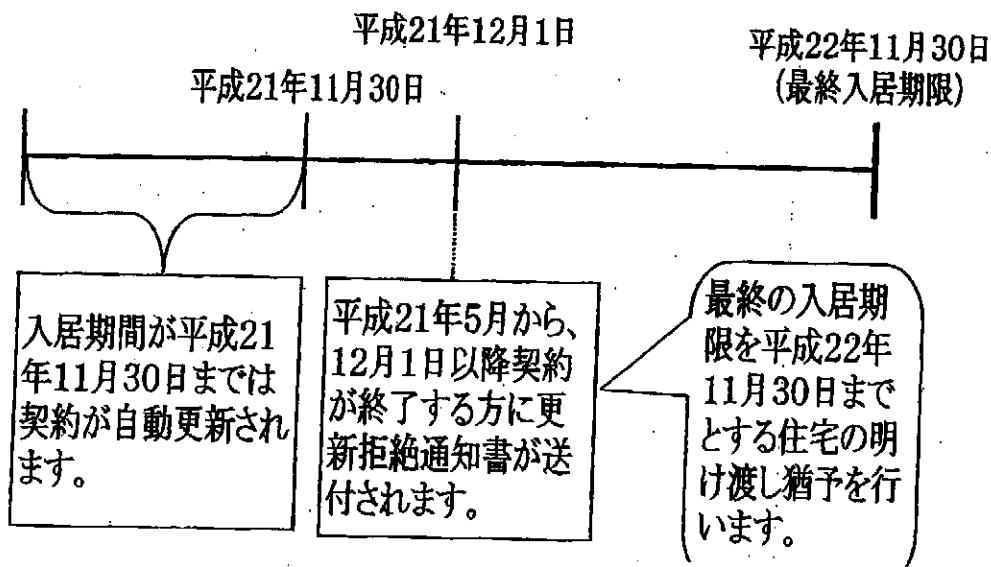 平成21年12月1日
平成22年11月30日
(最終入居期限)
平成21年11月30日
入居期間が平成21
年11月30日までは
契約が自動更新され
ます。
平成21年5月から、
12月1日以降契約
が終了する方に更
新拒絶通知書が送
付されます。
最終の入居期
限を平成22年
11月30日まで
とする住宅の明
け渡し猶予を行
います。